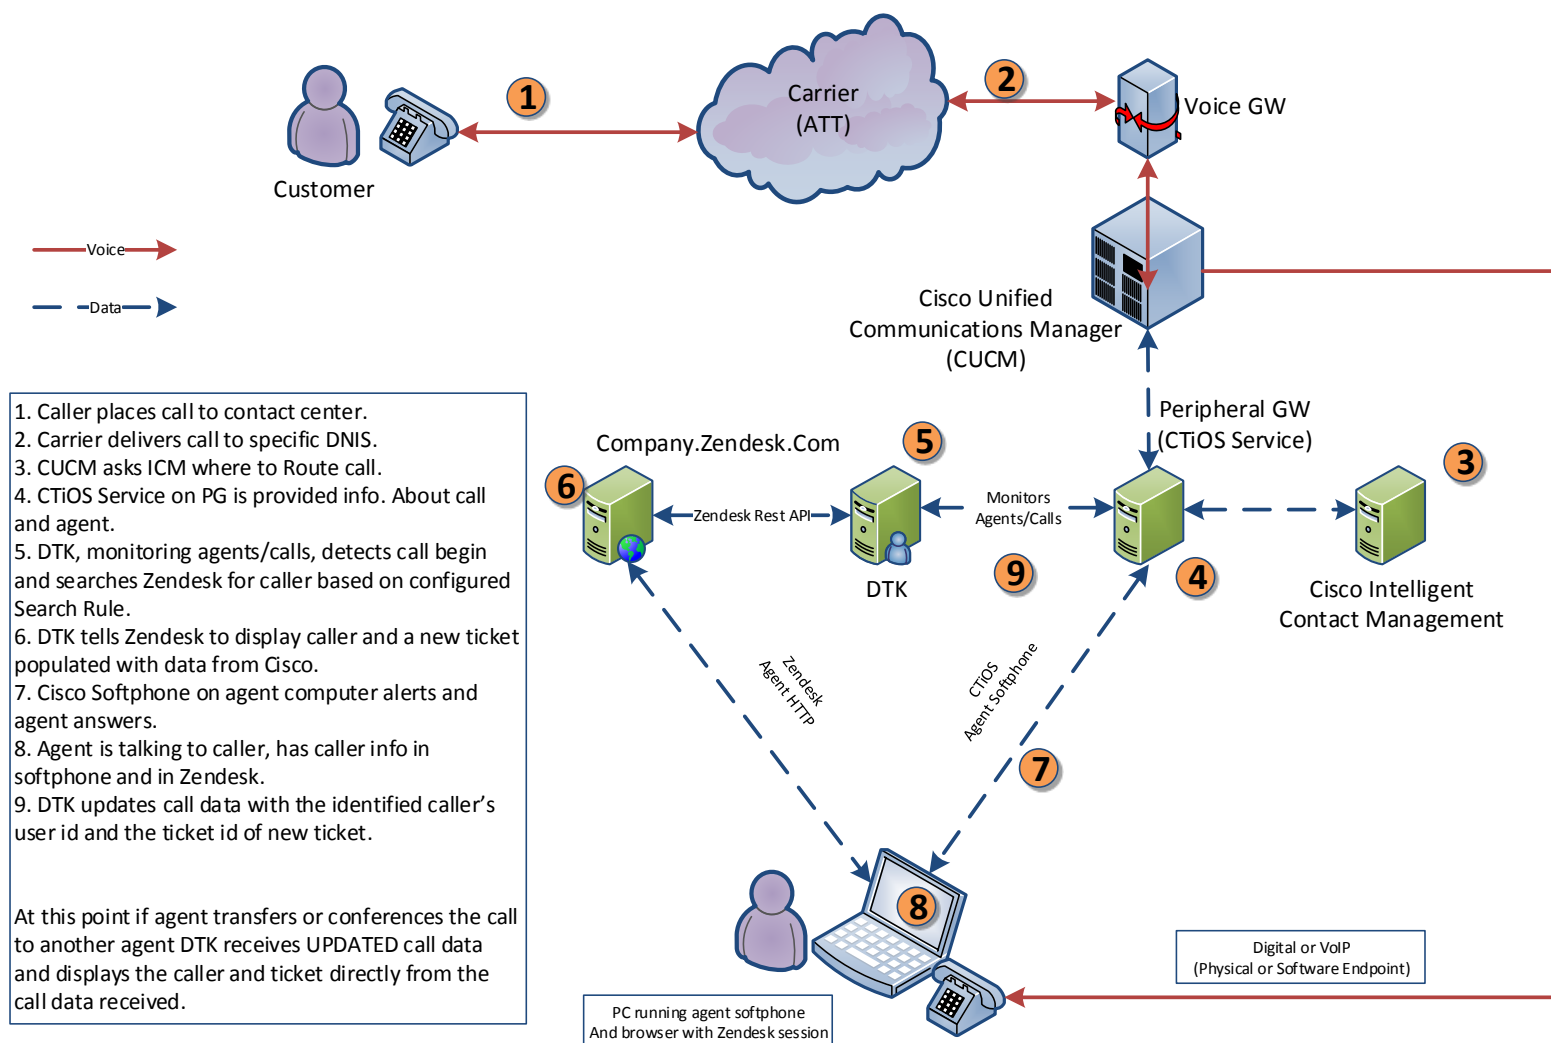 1
2
Carrier
(ATT)
Voice GW
Customer
Voice
Data
Cisco Unified
Communications Manager
(CUCM)
Peripheral GW
(CTiOS Service)
1. Caller places call to contact center.
2. Carrier delivers call to specific DNIS.
3. CUCM asks ICM where to Route call.
4. CTiOS Service on PG is provided info. About call
and agent.
5. DTK, monitoring agents/calls, detects call begin
and searches Zendesk for caller based on configured
Search Rule.
6. DTK tells Zendesk to display caller and a new ticket
populated with data from Cisco.
7. Cisco Softphone on agent computer alerts and
agent answers.
8. Agent is talking to caller, has caller info in
softphone and in Zendesk.
9. DTK updates call data with the identified caller's
user id and the ticket id of new ticket.
At this point if agent transfers or conferences the call
to another agent DTK receives UPDATED call data
and displays the caller and ticket directly from the
call data received.
Company.Zendesk.Com
5
3
6
Zendesk Rest API
Monitors
Agents/Calls
9
4
DTK
Cisco Intelligent
Contact Management
Zendesk
Agent HTTP
CTiOS
Agent Softphone
7
8
Digital or VoIP
(Physical or Software Endpoint)
PC running agent softphone
And browser with Zendesk session